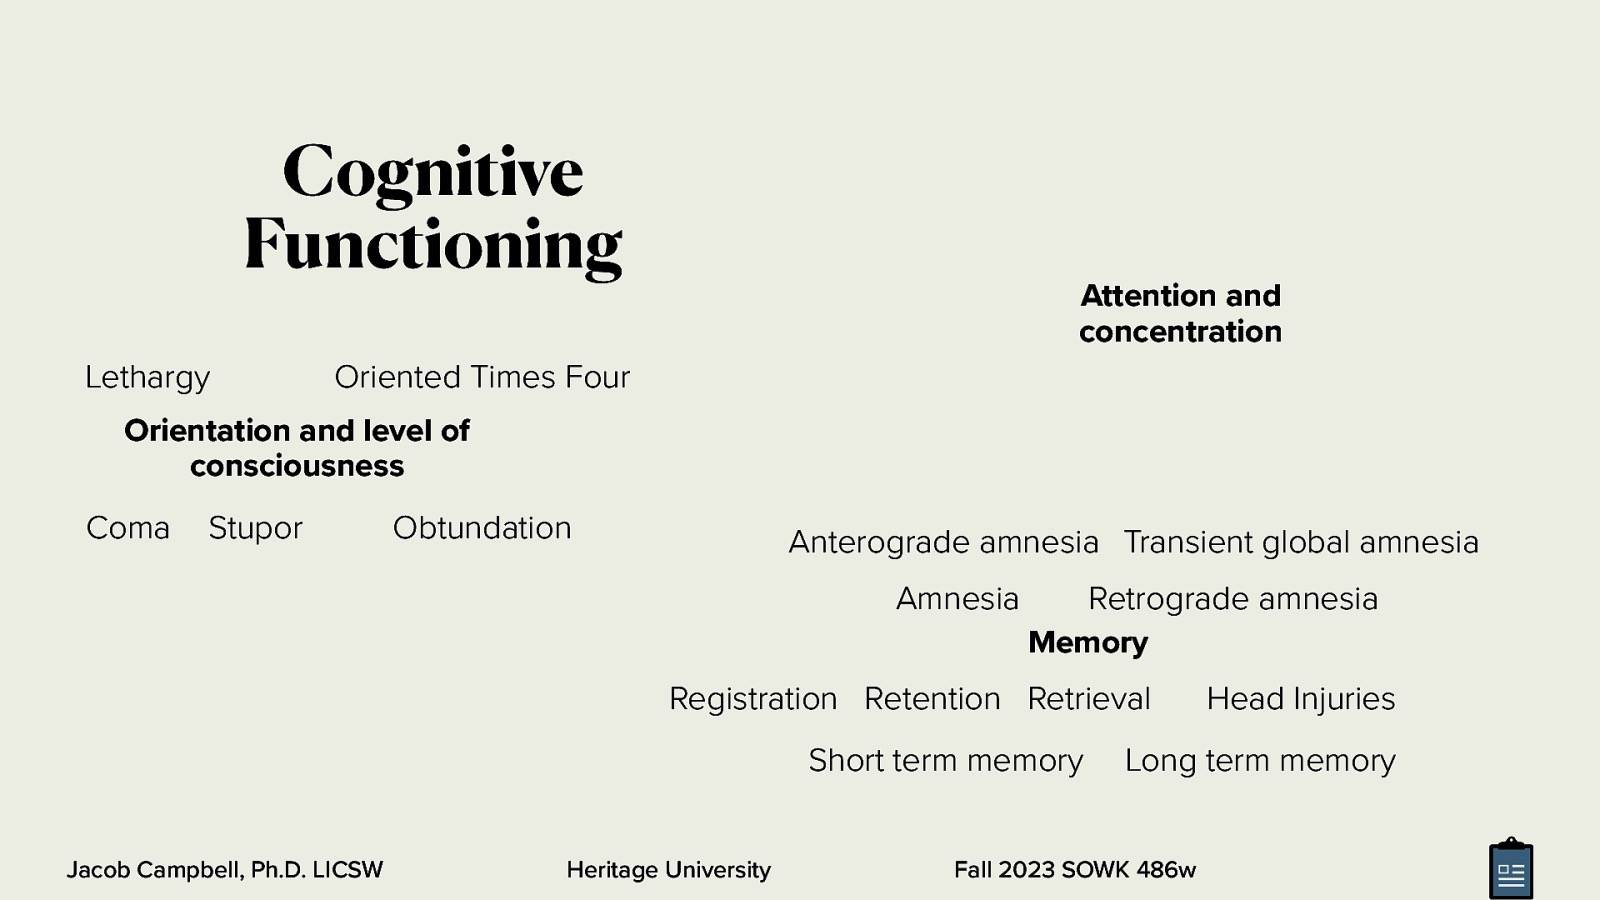 Cognitive
Functioning
Attention and
concentration
Lethargy Oriented Times Four
Orientation and level of
consciousness
Coma Stupor Obtundation
Anterograde amnesia Transient global amnesia
Amnesia Retrograde amnesia
Memory
Registration Retention Retrieval Head Injuries
Short term memory Long term memory
Jacob Campbell, Ph.D. LICSW Heritage University Fall 2023 SOWK 486w